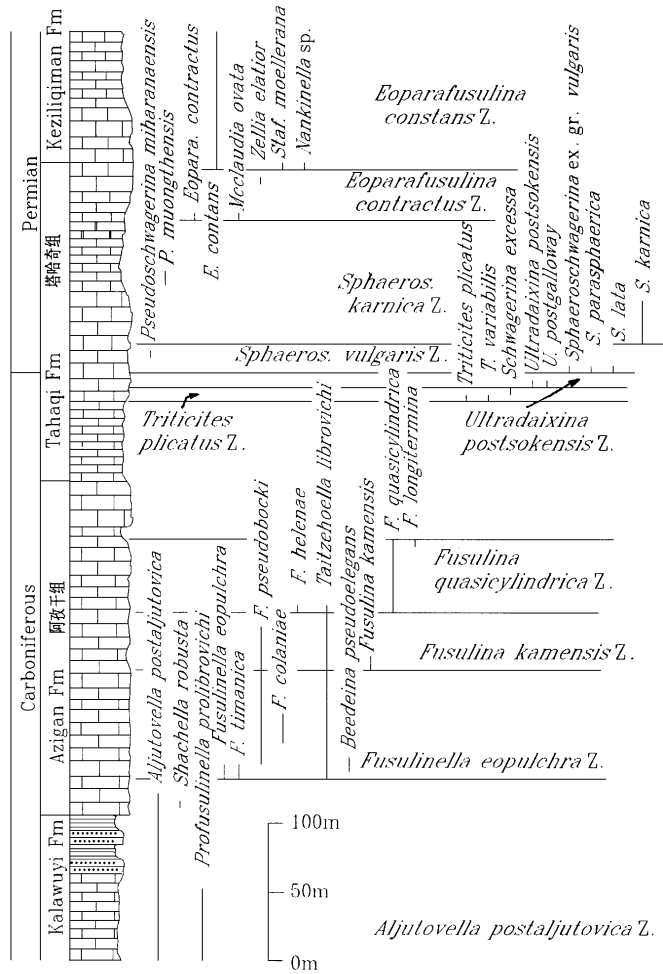 Permian
Carboniferous
Keziliqiman Fm
塔哈奇组
Tahaqi Fm
阿孜干组
Azigan Fm
Kalawuyi Fm
Pseudoschwagerina miharanaensis
P. muongthensis
Eopara. contractus
E. contans
Mcclaudia ovata
Zellia elatior
Staf. moellerana
Nankinella sp.
Eoparafusulina
constans Z.
Eoparafusulina
contractus Z.
Sphaeros.
karnica Z.
Sphaeros. vulgaris Z.
Triticites plicatus
T. variabilis
Schwagerina excessa
Ultradaixina postsokensis
U. postgalloway
Sphaeroschwagerina ex. gr. vulgaris
S. parasphaerica
S. lata
S. karnica
Triticites
plicatus Z.
Ultradaixina
postsokensis Z.
Aljutovella postaljutovica
Shachella robusta
Profusulinella prolibrovichi
Fusulinella eopulchra
F. timanica
F. pseudobocki
F. colaniae
F. helenae
Taitzehoella librovichi
Beedeina pseudoelegans
Fusulina kamensis
F. quasicylindrica
F. longitermina
Fusulina
quasicylindrica Z.
Fusulina kamensis Z.
Fusulinella eopulchra Z.
100m
50m
0m
Aljutovella postaljutovica Z.